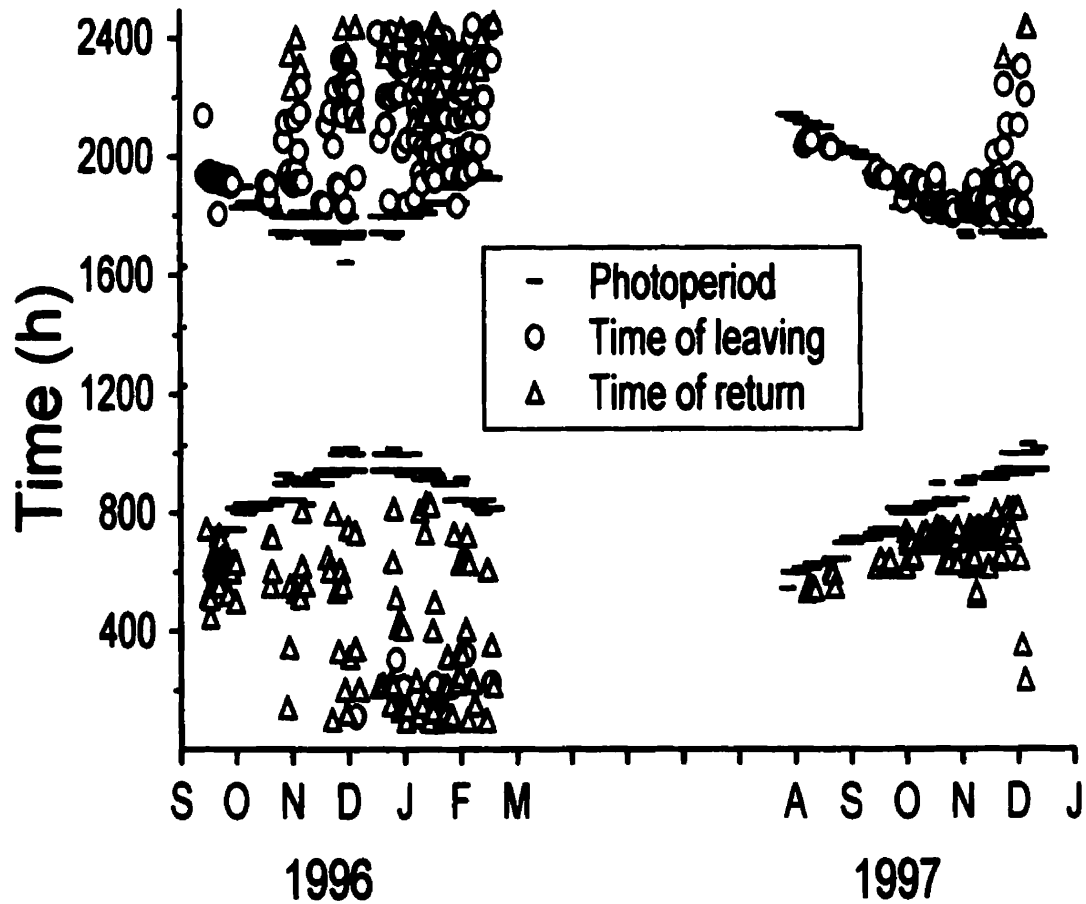 2400
2000
1600
1200
800
400
Time (h)
Photoperiod
Time of leaving
Time of return
S O N D J F M A S O N D J
1996 1997